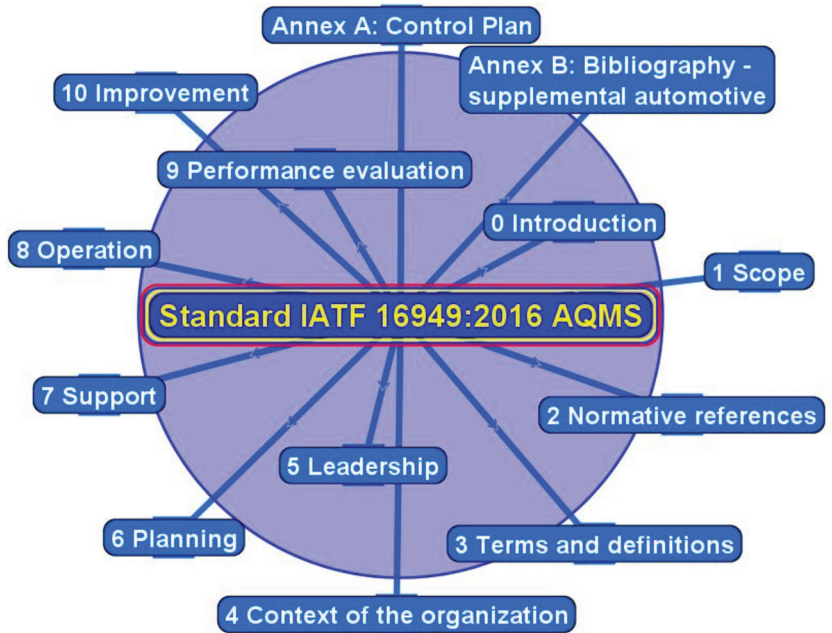 Annex A: Control Plan
Annex B: Bibliography -
supplemental automotive
10 Improvement
9 Performance evaluation
0 Introduction
8 Operation
1 Scope
Standard IATF 16949:2016 AQMS
7 Support
2 Normative references
5 Leadership
6 Planning
3 Terms and definitions
4 Context of the organization